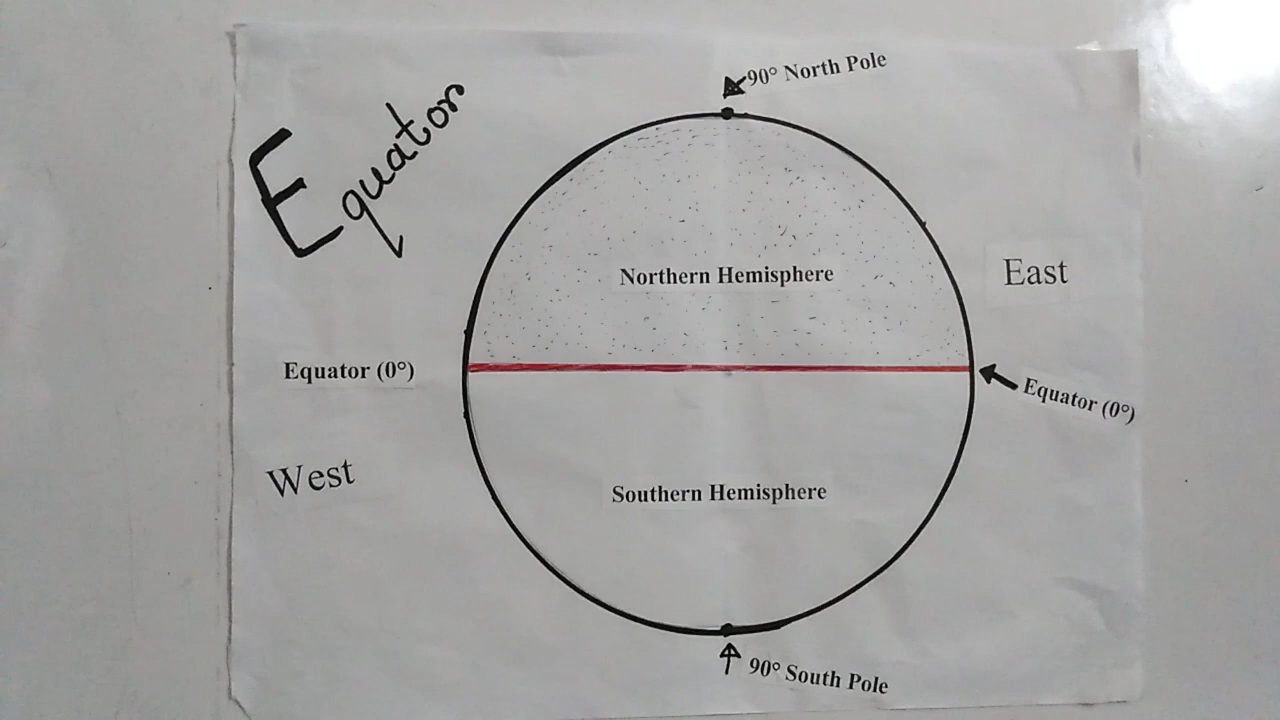 90° North Pole
Equator
Northern Hemisphere
East
Equator (0°)
Equator (0°)
West
Southern Hemisphere
90° South Pole